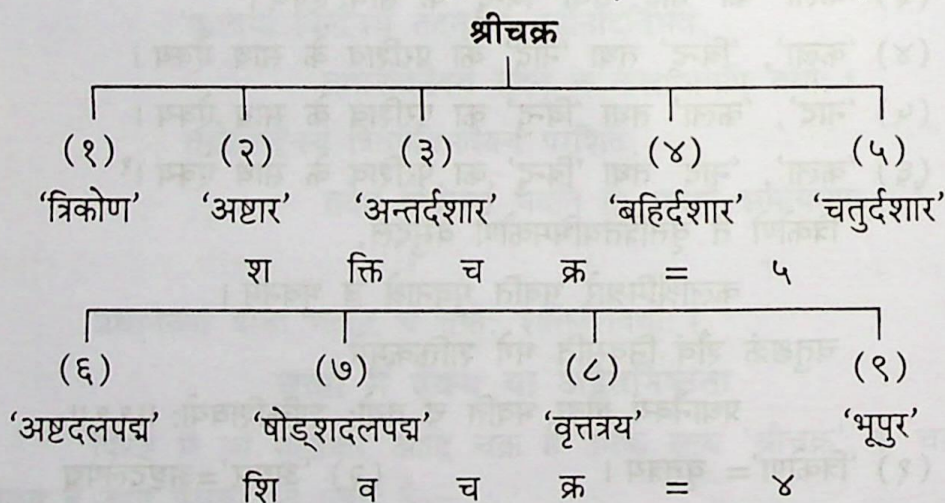 श्रीचक्र
(१) (२) (३) (४) (५)
‘त्रिकोण’ ‘अष्टार’ ‘अन्तर्दशार’ ‘बहिर्दशार’ ‘चतुर्दशार’
श क्ति च क्र = ५
(६) (७) (८) (९)
‘अष्टदलपद्म’ ‘षोड्शदलपद्म’ ‘वृत्तत्रय’ ‘भूपुर’
शि व च क्र = ४